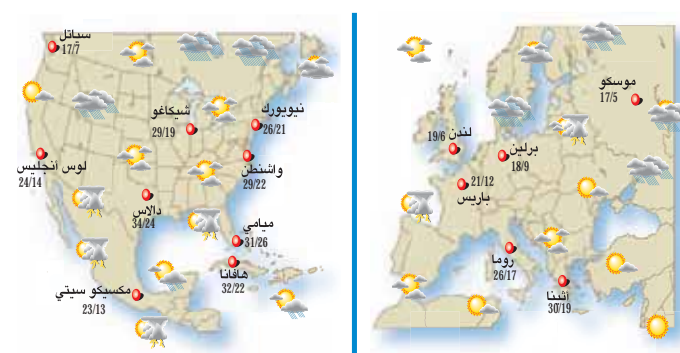 سياتل
17/7
شيكاغو
29/19
نيويورك
26/21
لوس انجليس
24/14
واشنطن
29/22
دالاس
34/24
ميامي
31/26
هافانا
32/22
مكسيكو سيتي
23/13
موسكو
17/5
لندن 19/6
برلين
18/9
21/12
باريس
روما
26/17
اثينا
30/19